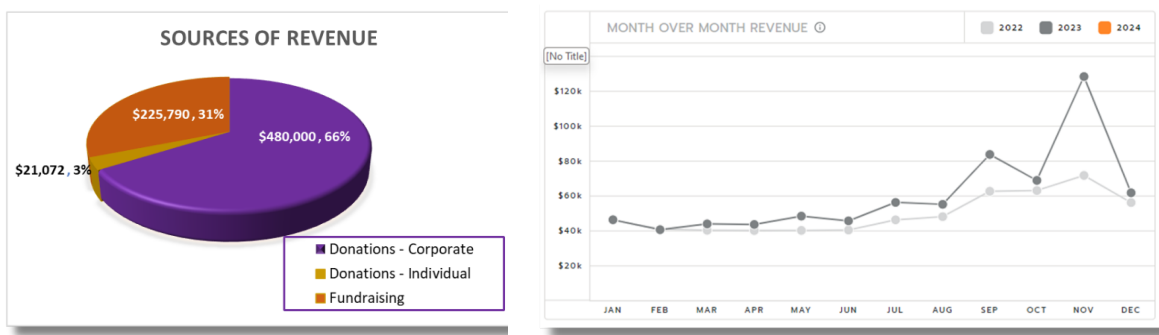 SOURCES OF REVENUE
$225,790 , 31%
$480,000 , 66%
$21,072 , 3%
Donations - Corporate
Donations - Individual
Fundraising
MONTH OVER MONTH REVENUE
2022 2023 2024
[No Title]
$120k
$100k
$80k
$60k
$40k
$20k
JAN FEB MAR APR MAY JUN JUL AUG SEP OCT NOV DEC